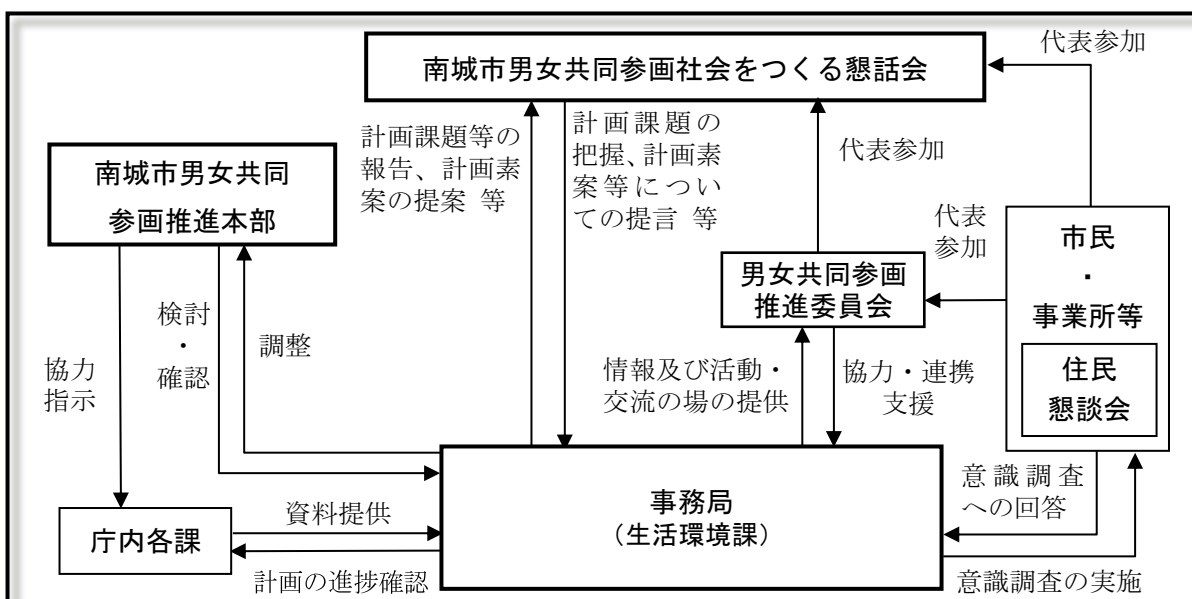 代表参加
南城市男女共同参画社会をつくる懇話会
計画課題等の
報告、計画素
案の提案 等
計画課題の
把握、計画素
案等につい
ての提言 等
代表参加
南城市男女共同
参画推進本部
代表
参加
市民
・
事業所等
住民
懇談会
男女共同参画
推進委員会
検討
・
確認
調整
協力
指示
情報及び活動・
交流の場の提供
協力・連携
支援
事務局
（生活環境課）
意識調査
への回答
資料提供
庁内各課
計画の進捗確認
意識調査の実施